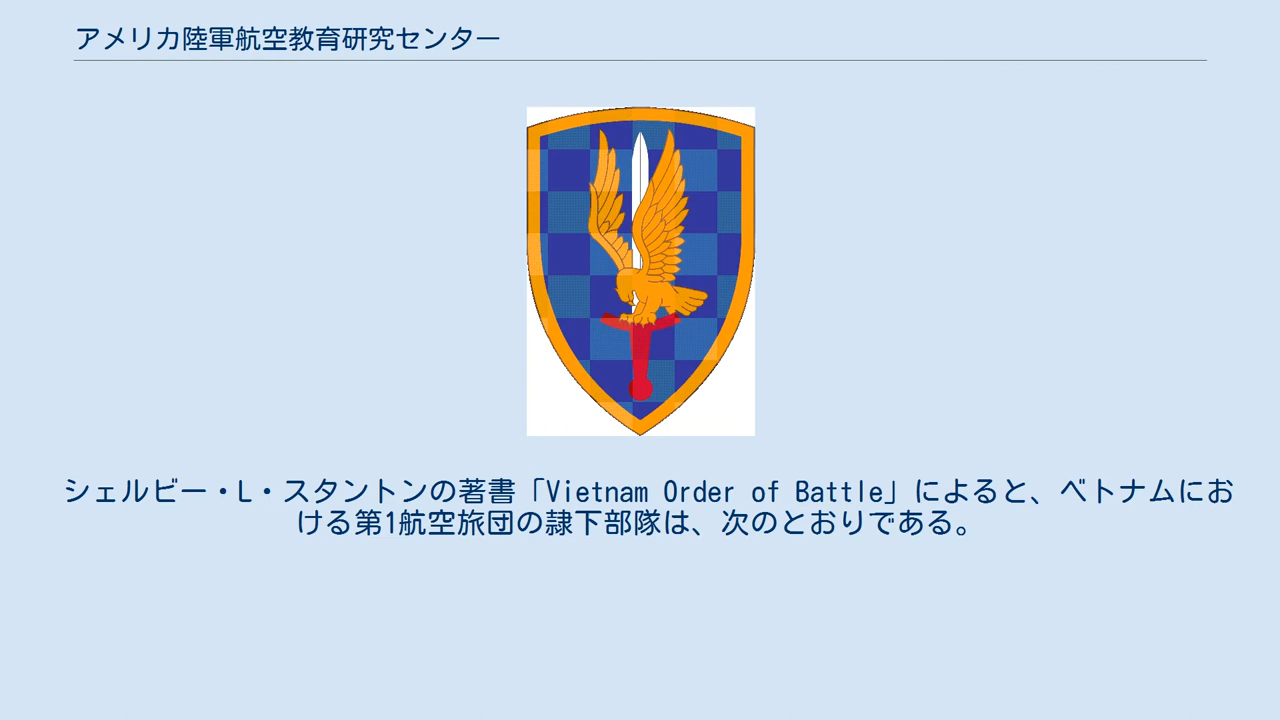 アメリカ陸軍航空教育研究センター
シェルビー・L・スタントンの著書「Vietnam Order of Battle」によると、ベトナムにお
ける第1航空旅団の隷下部隊は、次のとおりである。